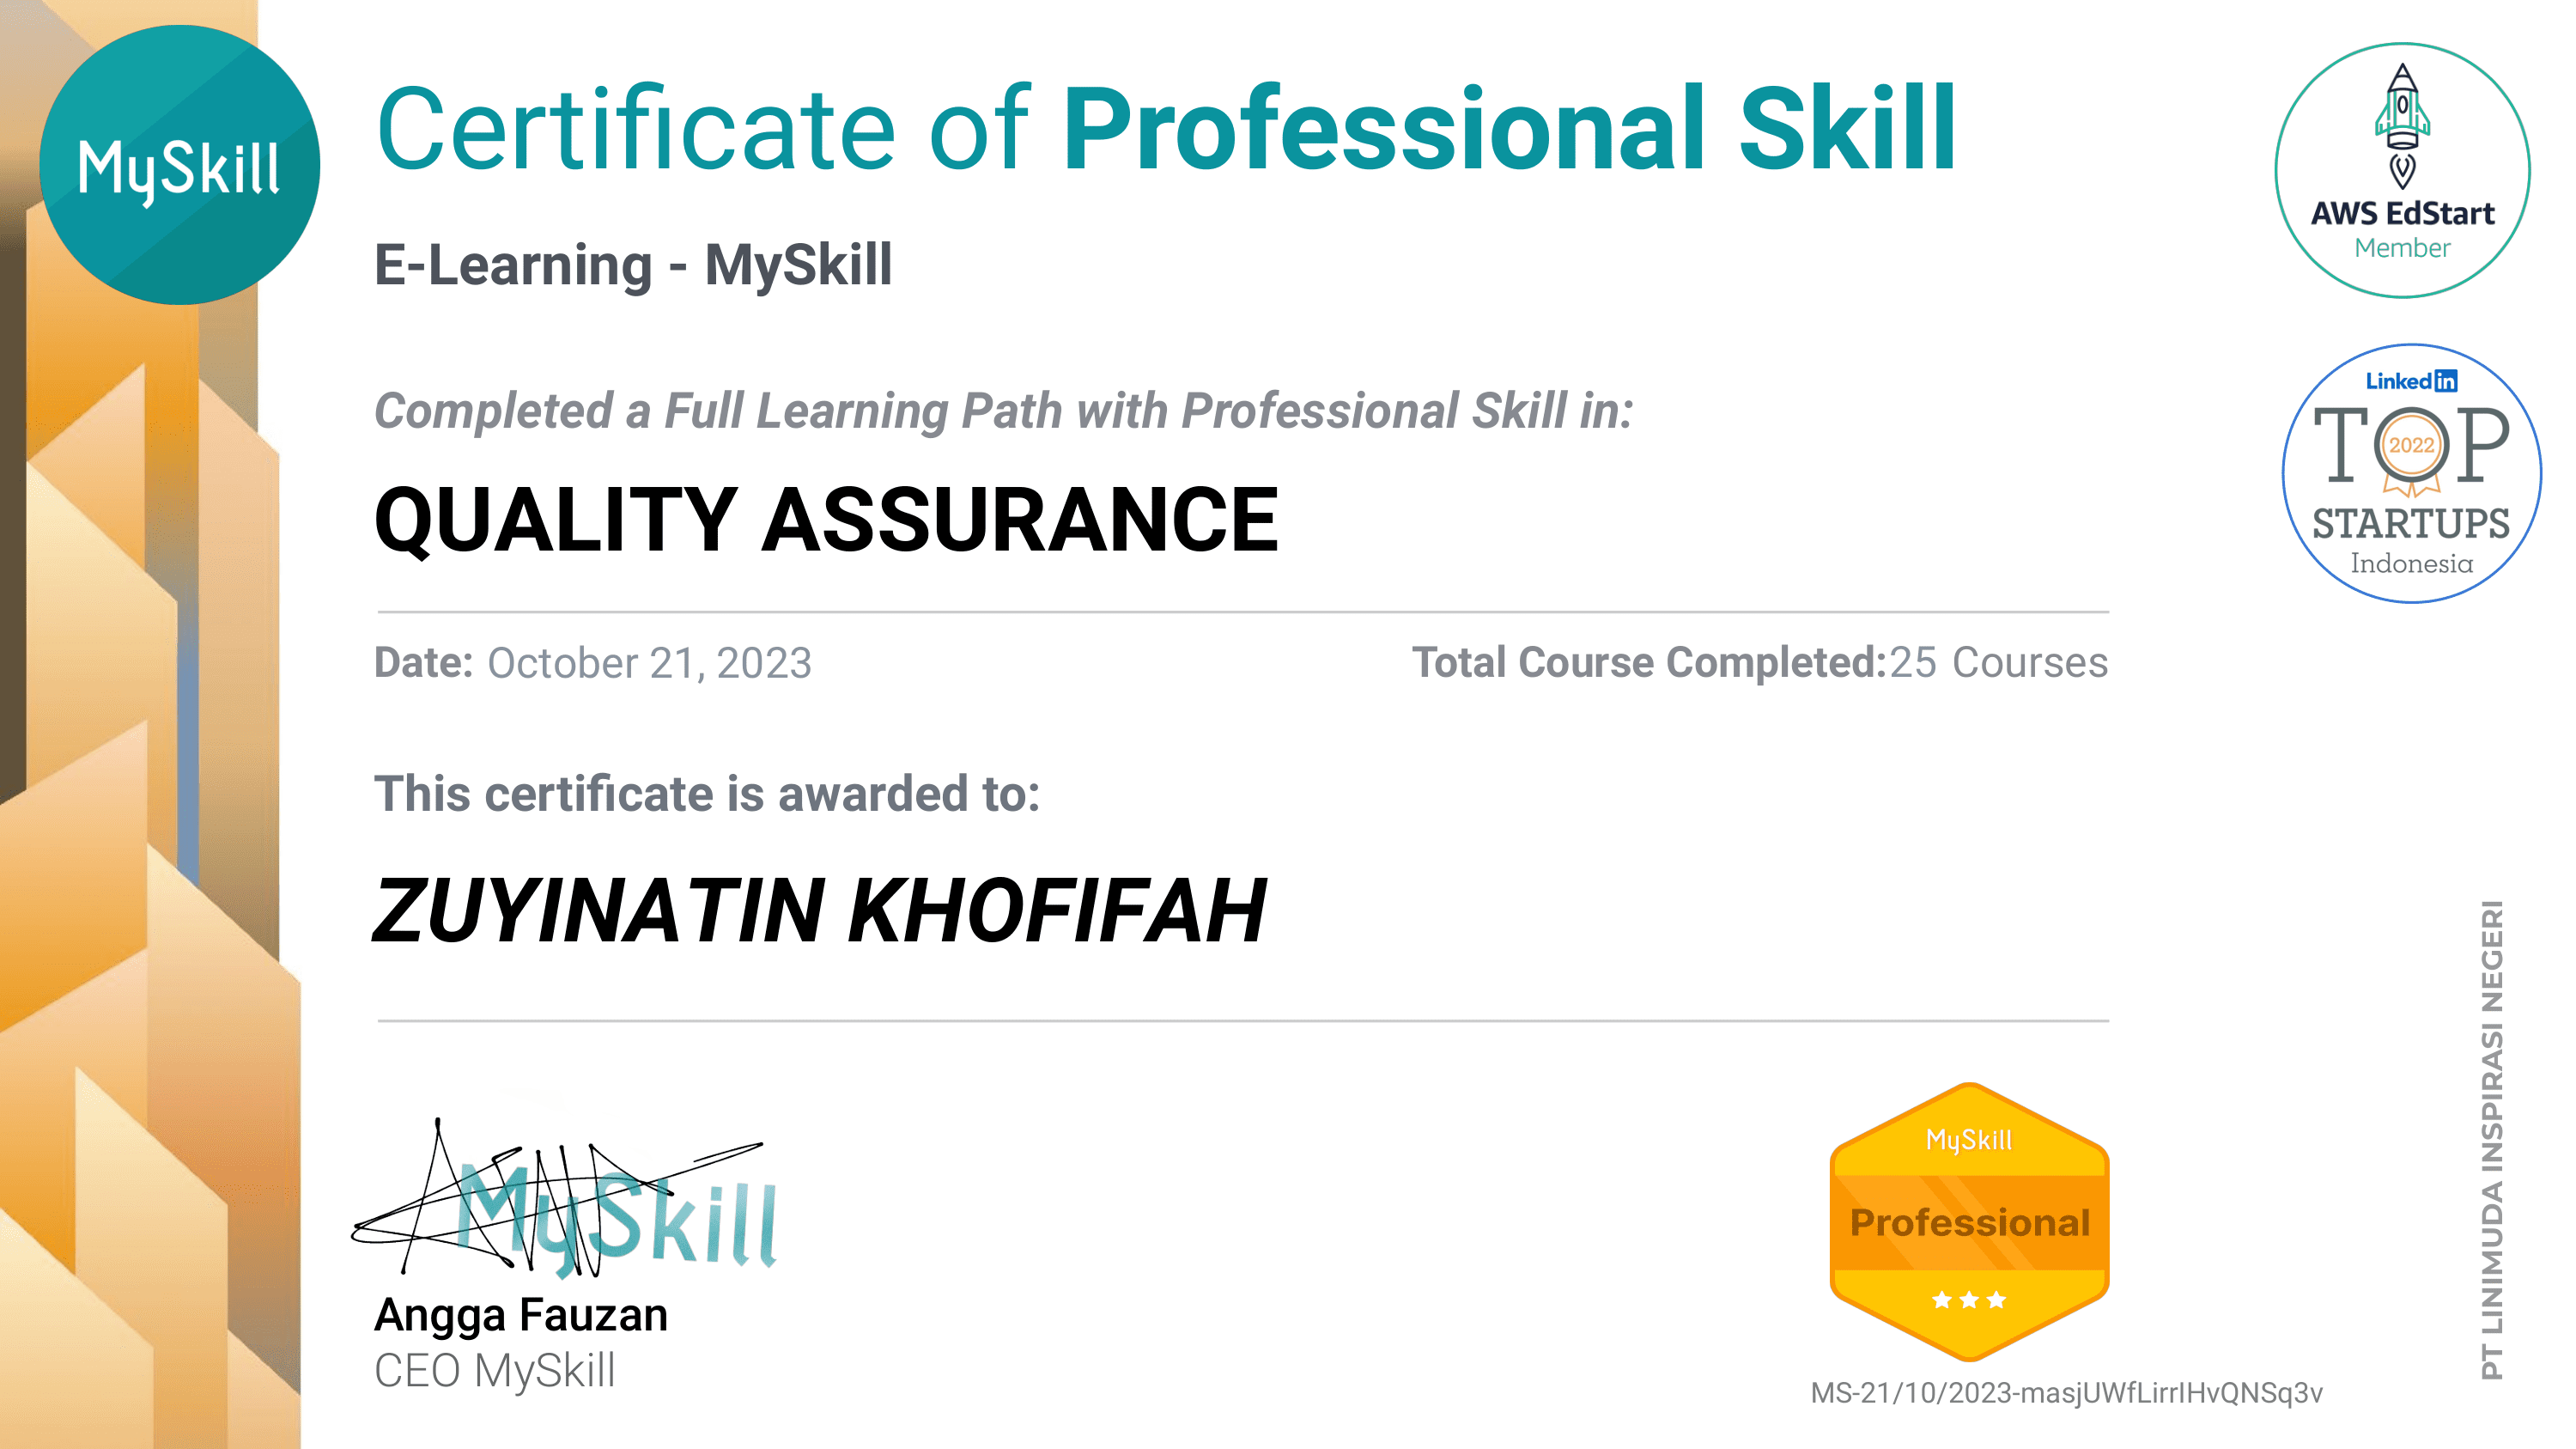 MySkill
Certificate of Professional Skill
E-Learning - MySkill
Completed a Full Learning Path with Professional Skill in:
QUALITY ASSURANCE
Date: October 21, 2023
Total Course Completed:25 Courses
This certificate is awarded to:
ZUYINATIN KHOFIFAH
MySkill
Angga Fauzan
CEO MySkill
MySkill
Professional
MS-21/10/2023-masjUWfLirrIHvQNSq3v
AWS EdStart
Member
Linked in
TOP
2022
STARTUPS
Indonesia
PT LINIMUDA INSPIRASI NEGERI